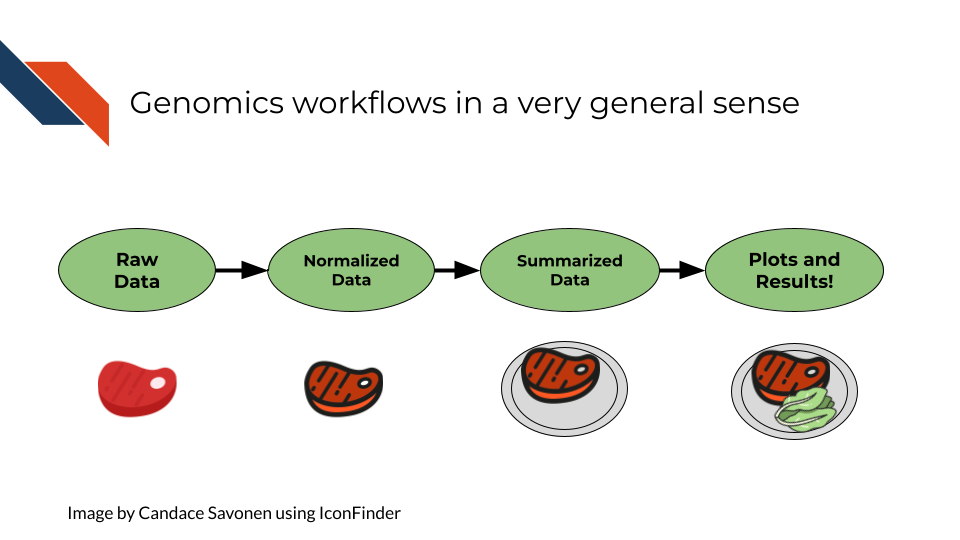 Genomics workflows in a very general sense
Raw
Data
Normalized
Data
Summarized
Data
Plots and
Results!
Image by Candace Savonen using IconFinder